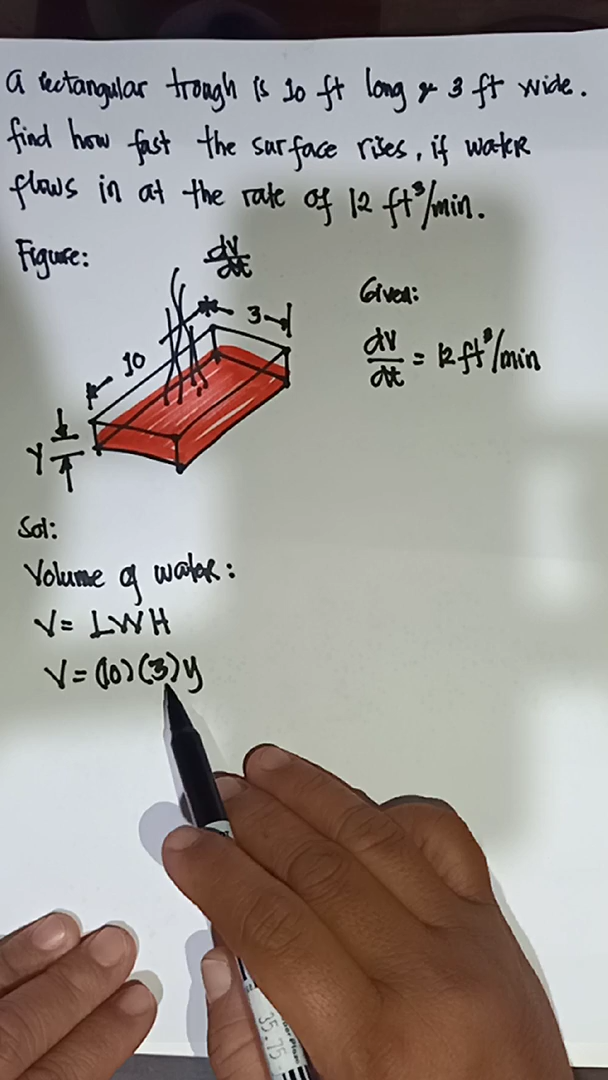 A rectangular trough is 10 ft long & 3 ft wide.
find how fast the surface rises, if water
flows in at the rate of 12 ft³/min.
Figure:
dV/dt
Given:
3
10
dV/dt = 12 ft³/min
Y
Sol:
Volume of water:
V = LWH
V = (10)(3)y
35.75